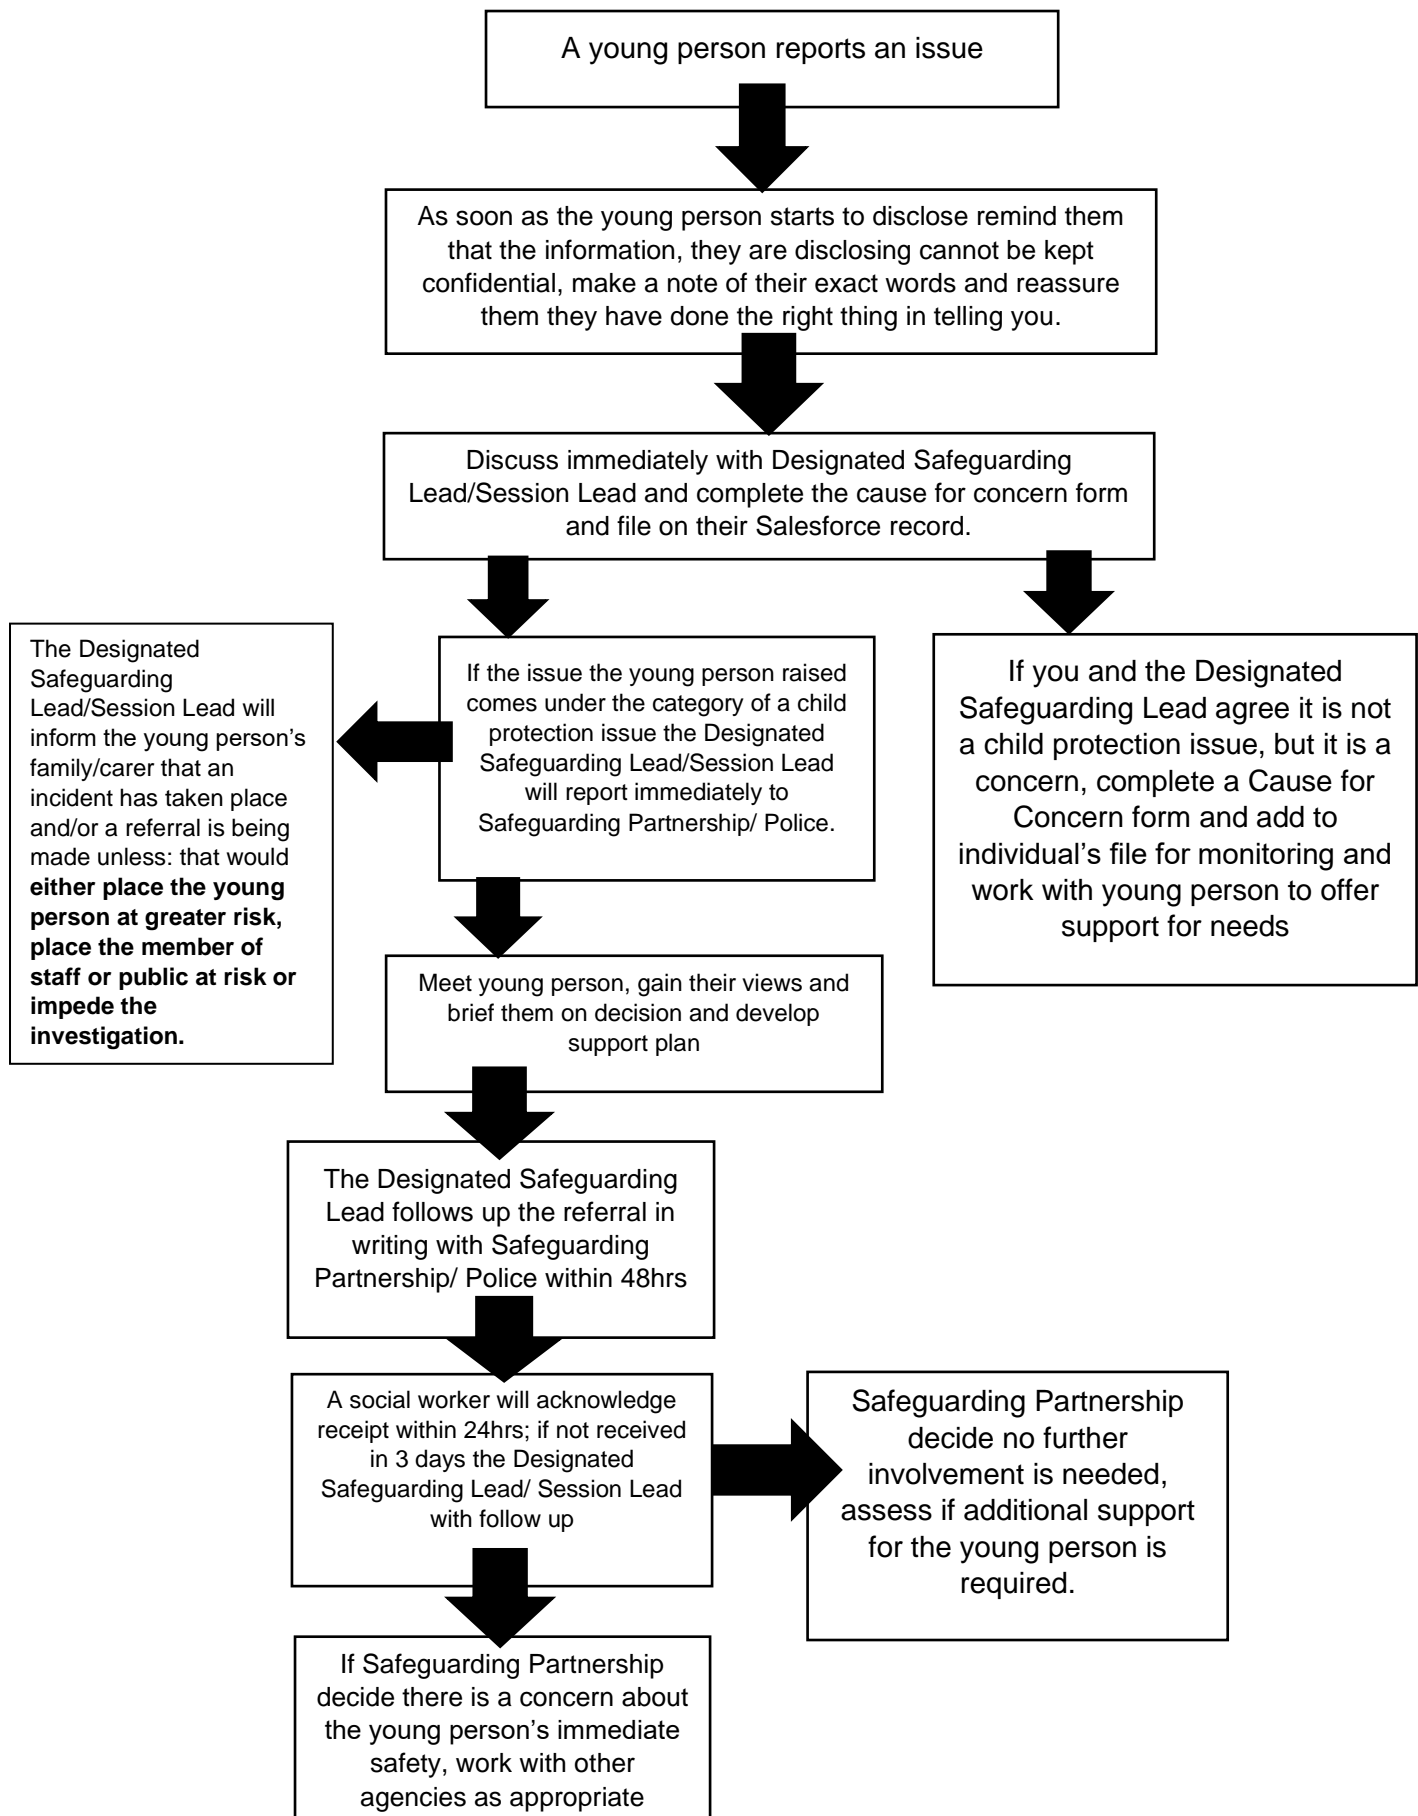 A young person reports an issue
As soon as the young person starts to disclose remind them
that the information, they are disclosing cannot be kept
confidential, make a note of their exact words and reassure
them they have done the right thing in telling you.
Discuss immediately with Designated Safeguarding
Lead/Session Lead and complete the cause for concern form
and file on their Salesforce record.
The Designated
Safeguarding
Lead/Session Lead will
inform the young person's
family/carer that an
incident has taken place
and/or a referral is being
made unless: that would
either place the young
person at greater risk,
place the member of
staff or public at risk or
impede the
investigation.
If the issue the young person raised
comes under the category of a child
protection issue the Designated
Safeguarding Lead/Session Lead
will report immediately to
Safeguarding Partnership/ Police.
If you and the Designated
Safeguarding Lead agree it is not
a child protection issue, but it is a
concern, complete a Cause for
Concern form and add to
individual's file for monitoring and
work with young person to offer
support for needs
Meet young person, gain their views and
brief them on decision and develop
support plan
The Designated Safeguarding
Lead follows up the referral in
writing with Safeguarding
Partnership/ Police within 48hrs
A social worker will acknowledge
receipt within 24hrs; if not received
in 3 days the Designated
Safeguarding Lead/ Session Lead
with follow up
Safeguarding Partnership
decide no further
involvement is needed,
assess if additional support
for the young person is
required.
If Safeguarding Partnership
decide there is a concern about
the young person's immediate
safety, work with other
agencies as appropriate